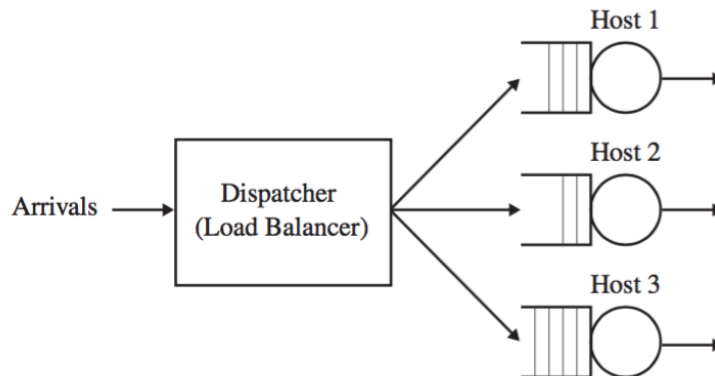 Host 1
Host 2
Arrivals
Dispatcher
(Load Balancer)
Host 3